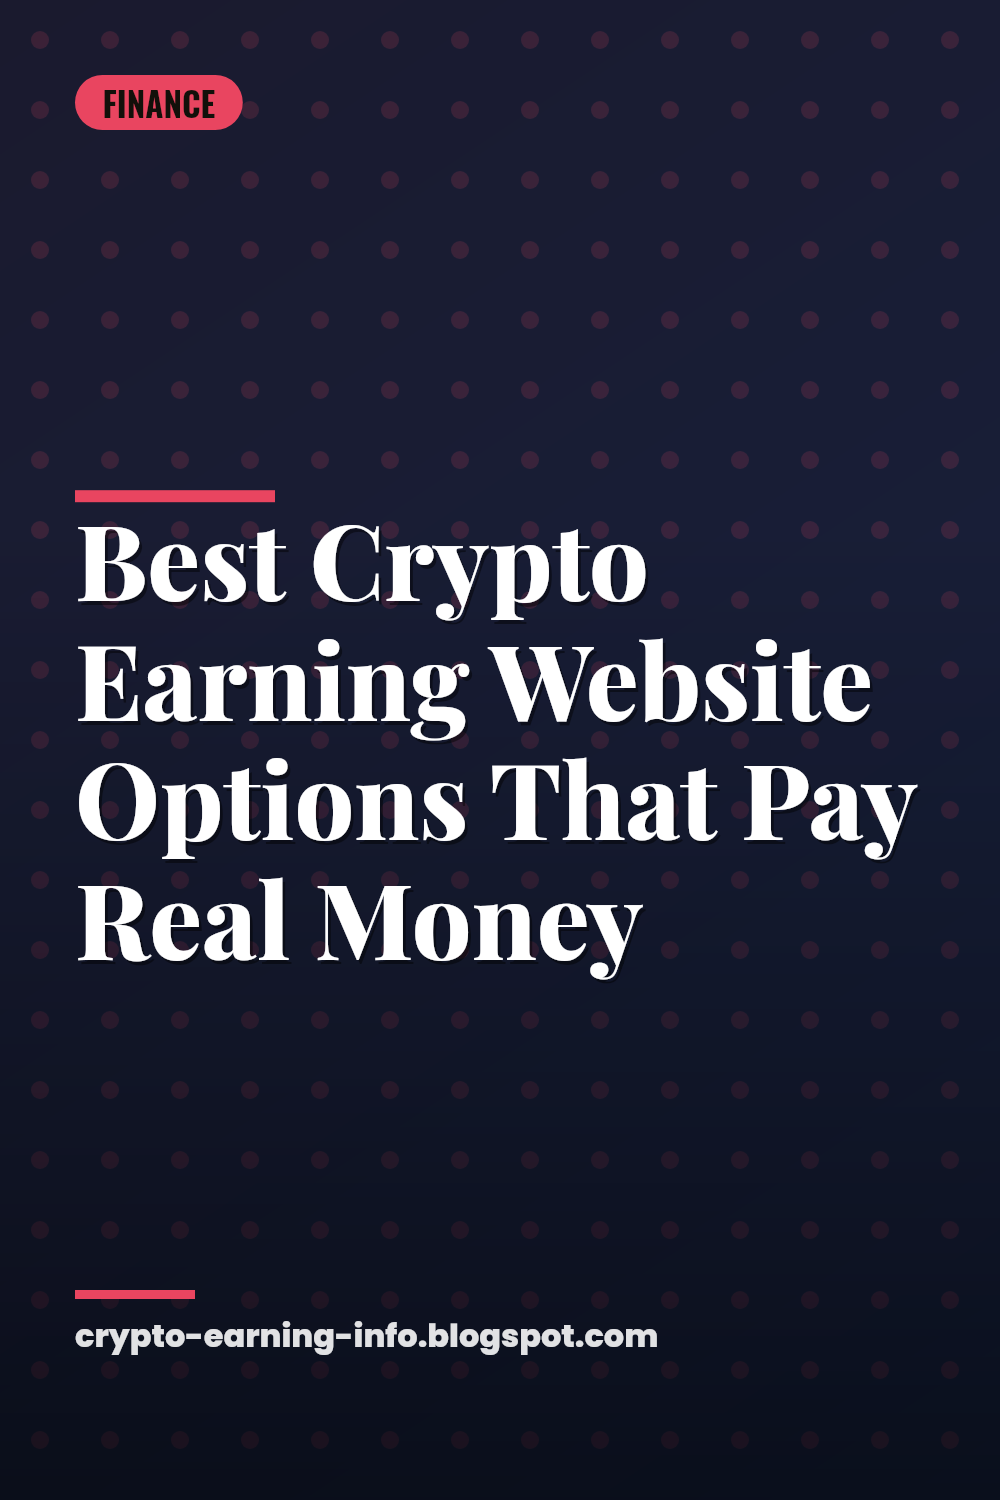 FINANCE
Best Crypto
Earning Website
Options That Pay
Real Money
crypto-earning-info.blogspot.com